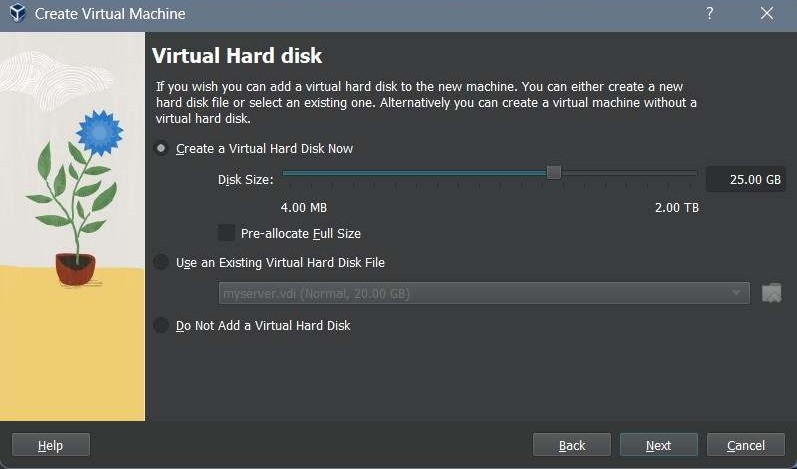 Create Virtual Machine ?
Virtual Hard disk
If you wish you can add a virtual hard disk to the new machine. You can either create a new
hard disk file or select an existing one. Alternatively you can create a virtual machine without a
virtual hard disk.
Create a Virtual Hard Disk Now
Disk Size: 25.00 GB
4.00 MB 2.00 TB
Pre-allocate Full Size
Use an Existing Virtual Hard Disk File
myserver.vdi (Normal, 20.00 GB)
Do Not Add a Virtual Hard Disk
Help Back Next Cancel